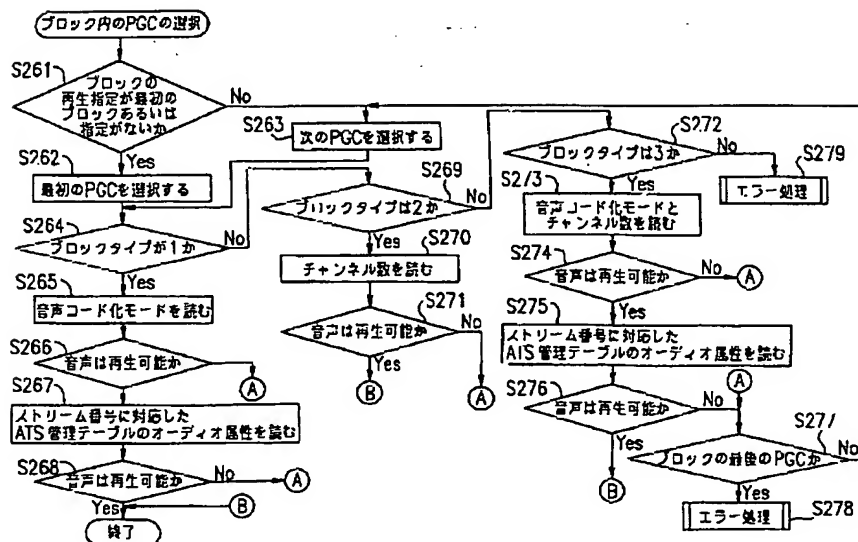 ブロック内のPGCの選択
S261
ブロックの
再生指定が最初の
ブロックあるいは
指定がないか
No
Yes
S262
最初のPGCを選択する
S263
次のPGCを選択する
S264
ブロックタイプが1か
No
Yes
S265
音声コード化モードを読む
S266
音声は再生可能か
A
S267
ストリーム番号に対応した
ATS管理テーブルのオーディオ属性を読む
S268
音声は再生可能か
No
A
Yes
B
終了
S269
ブロックタイプは2か
No
Yes
S270
チャンネル数を読む
S271
音声は再生可能か
No
Yes
B
A
S272
ブロックタイプは3か
No
S279
エラー処理
Yes
S273
音声コード化モードと
チャンネル数を読む
S274
音声は再生可能か
No
A
Yes
S275
ストリーム番号に対応した
ATS管理テーブルのオーディオ属性を読む
S276
音声は再生可能か
No
A
Yes
B
S277
ブロックの最後のPGCか
No
Yes
エラー処理
S278